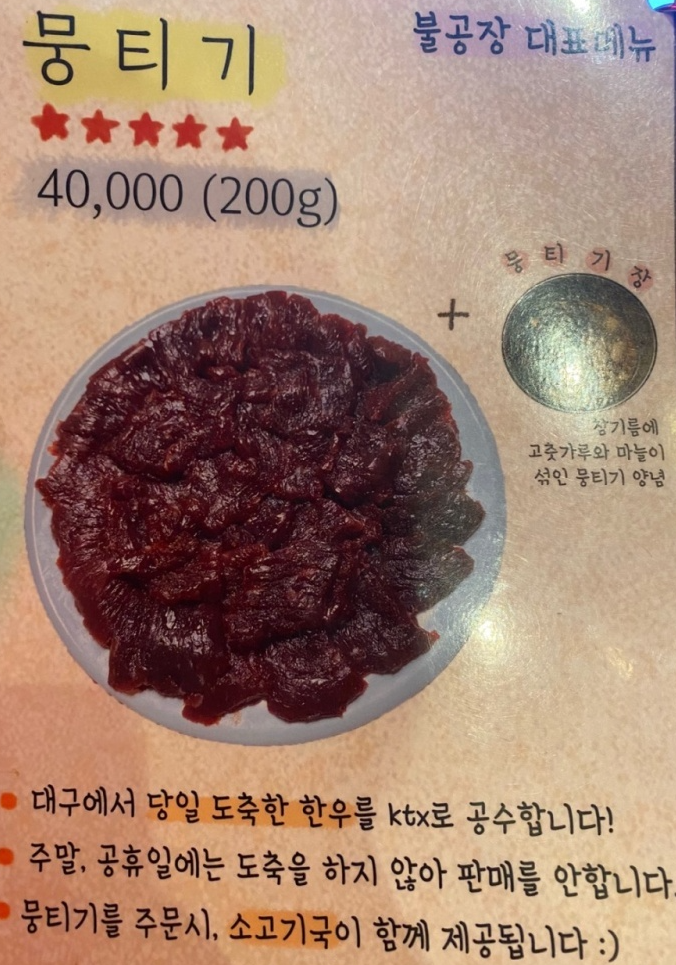 뭉티기
불공장 대표메뉴
40,000 (200g)
뭉티기장
+
참기름에
고춧가루와 마늘이
섞인 뭉티기 양념
대구에서 당일 도축한 한우를 ktx로 공수합니다!
주말, 공휴일에는 도축을 하지 않아 판매를 안합니다.
뭉티기를 주문시, 소고기국이 함께 제공됩니다 :)